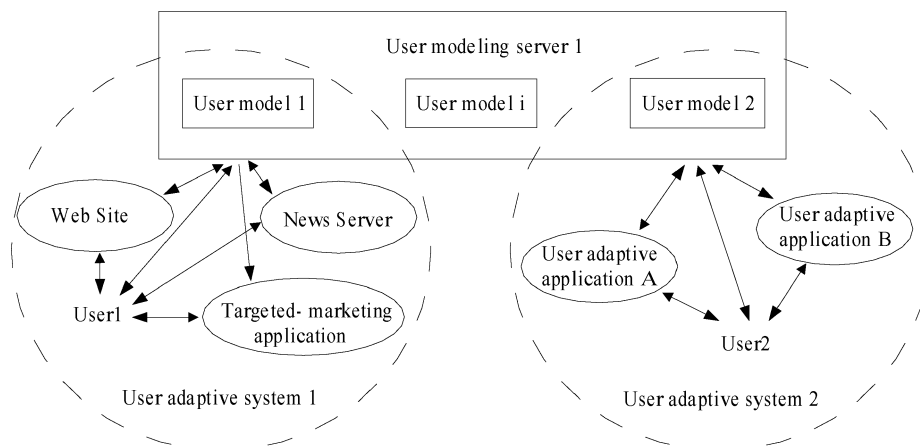 User modeling server 1
User model 1
User model i
User model 2
Web Site
News Server
User1
Targeted- marketing
application
User adaptive system 1
User adaptive
application B
User adaptive
application A
User2
User adaptive system 2